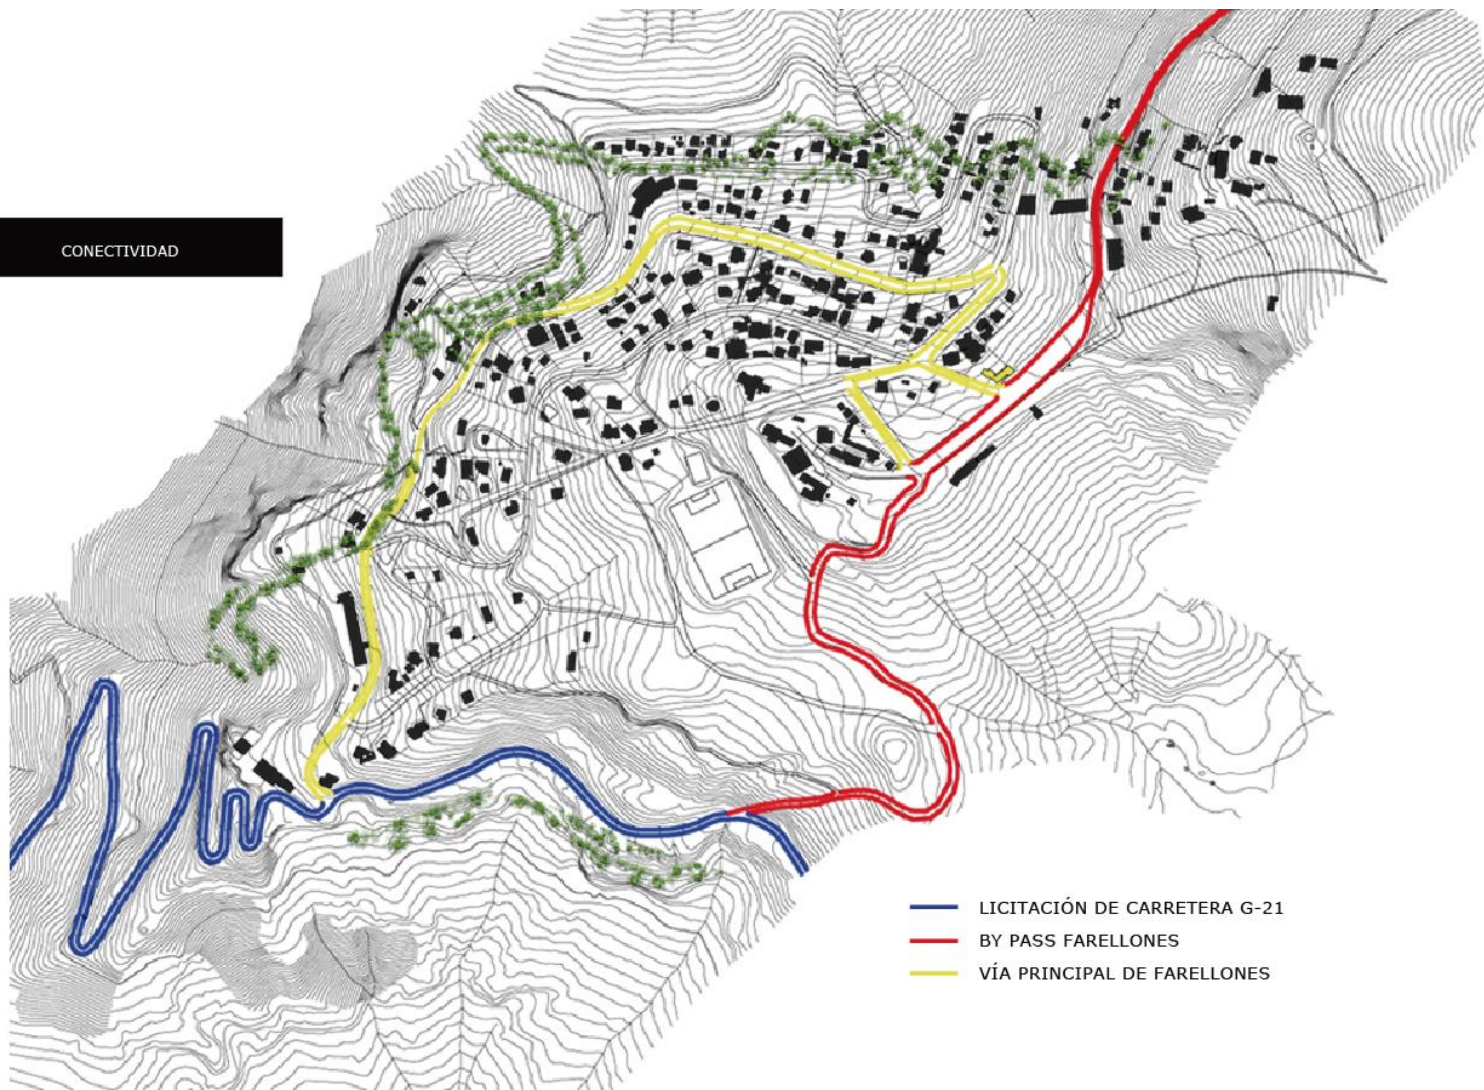 CONECTIVIDAD
LICITACIÓN DE CARRETERA G-21
BY PASS FARELLONES
VÍA PRINCIPAL DE FARELLONES